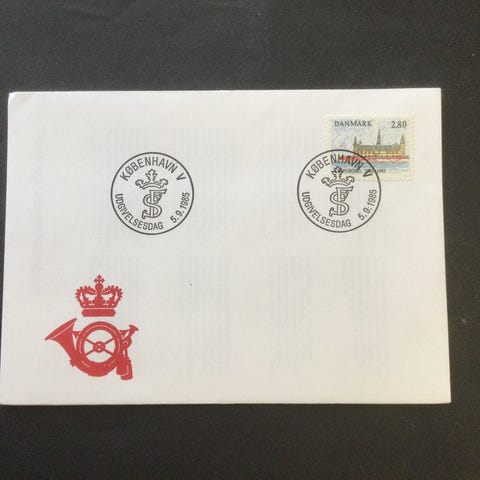 DANMARK 2.80
KØBENHAVN V
UDGIVELSESDAG 5.9.1985
KØBENHAVN V
UDGIVELSESDAG 5.9.1985